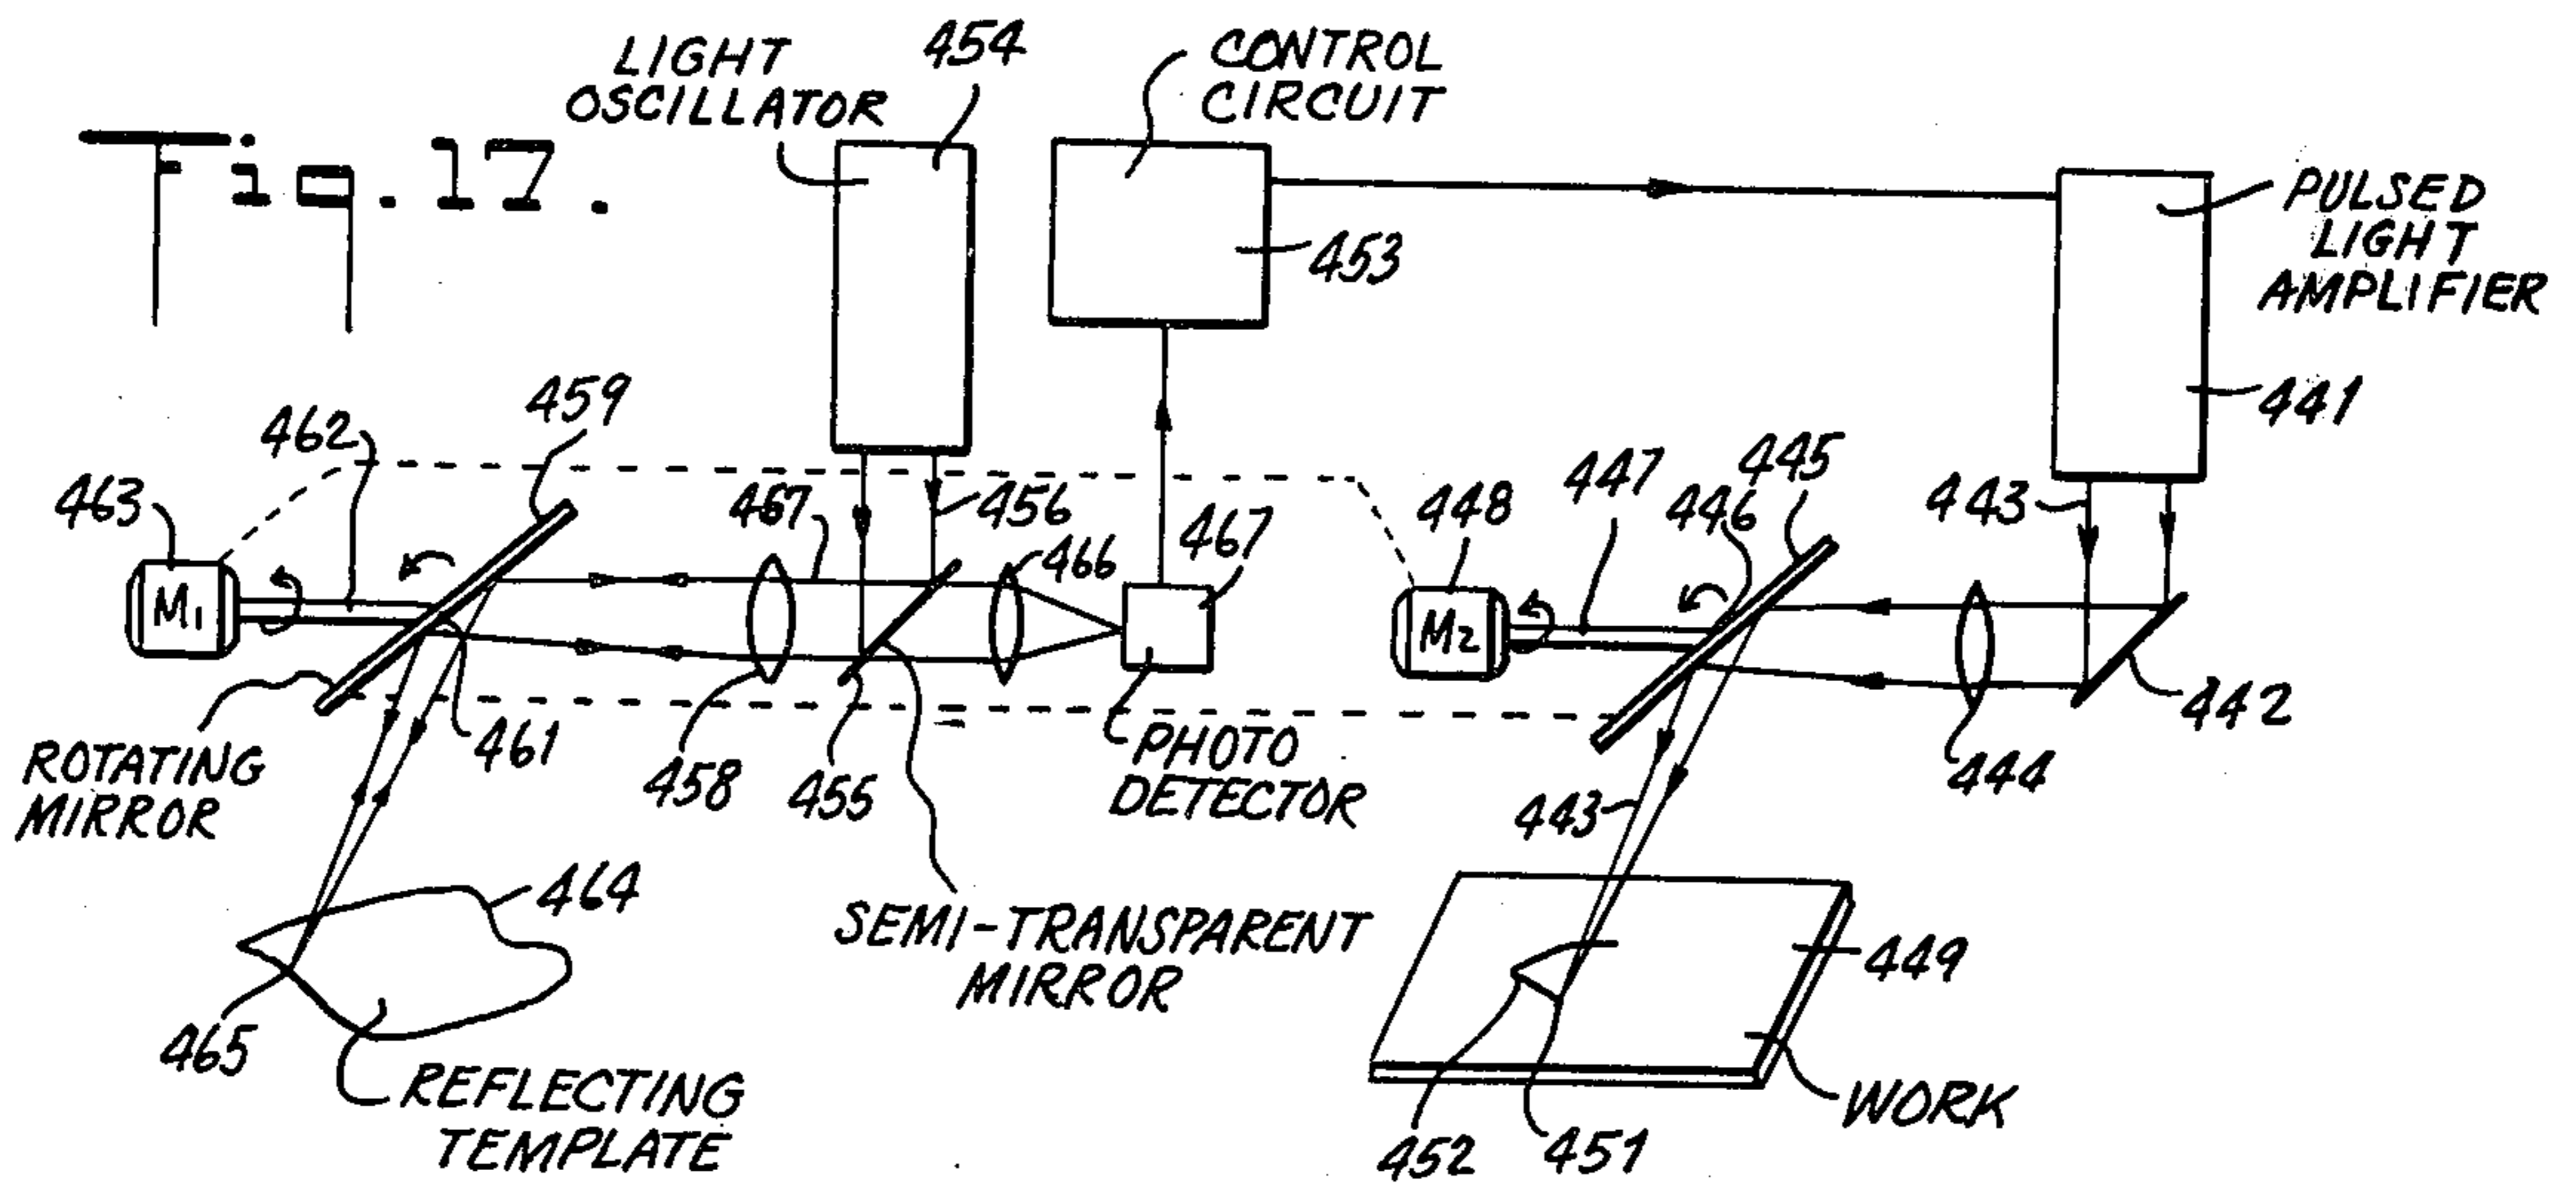 Fig. 17.
LIGHT
OSCILLATOR
454
CONTROL
CIRCUIT
453
PULSED
LIGHT
AMPLIFIER
441
459
462
463
M1
467
456
466
467
448
M2
447
446
445
443
442
444
461
458
455
PHOTO
DETECTOR
ROTATING
MIRROR
443
464
SEMI-TRANSPARENT
MIRROR
449
465
REFLECTING
TEMPLATE
452
451
WORK